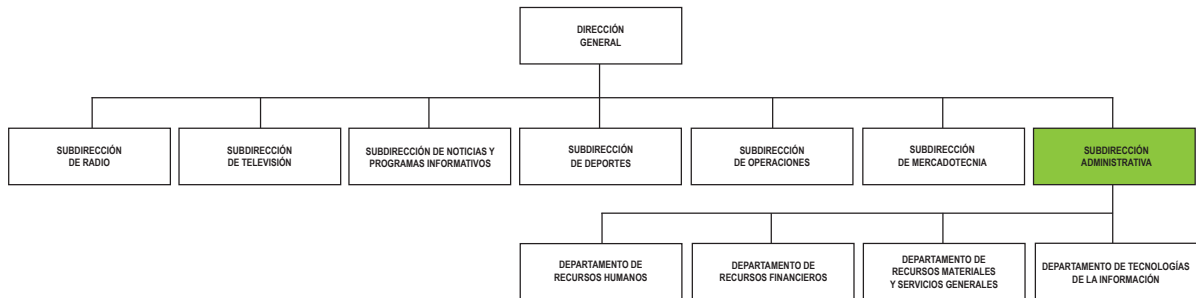 DIRECCIÓN
GENERAL
SUBDIRECCIÓN
DE RADIO
SUBDIRECCIÓN
DE TELEVISIÓN
SUBDIRECCIÓN DE NOTICIAS Y
PROGRAMAS INFORMATIVOS
SUBDIRECCIÓN
DE DEPORTES
SUBDIRECCIÓN
DE OPERACIONES
SUBDIRECCIÓN
DE MERCADOTECNIA
SUBDIRECCIÓN
ADMINISTRATIVA
DEPARTAMENTO DE
RECURSOS HUMANOS
DEPARTAMENTO DE
RECURSOS FINANCIEROS
DEPARTAMENTO DE
RECURSOS MATERIALES
Y SERVICIOS GENERALES
DEPARTAMENTO DE TECNOLOGÍAS
DE LA INFORMACIÓN